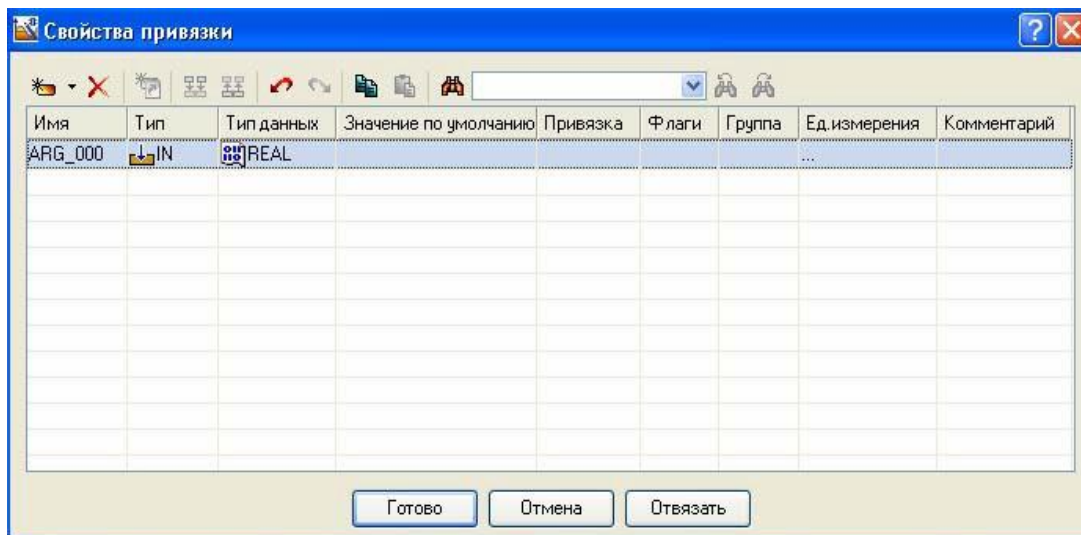 Свойства привязки
Имя Тип Тип данных Значение по умолчанию Привязка Флаги Группа Ед.измерения Комментарий
ARG_000 IN REAL ...
Готово Отмена Отвязать